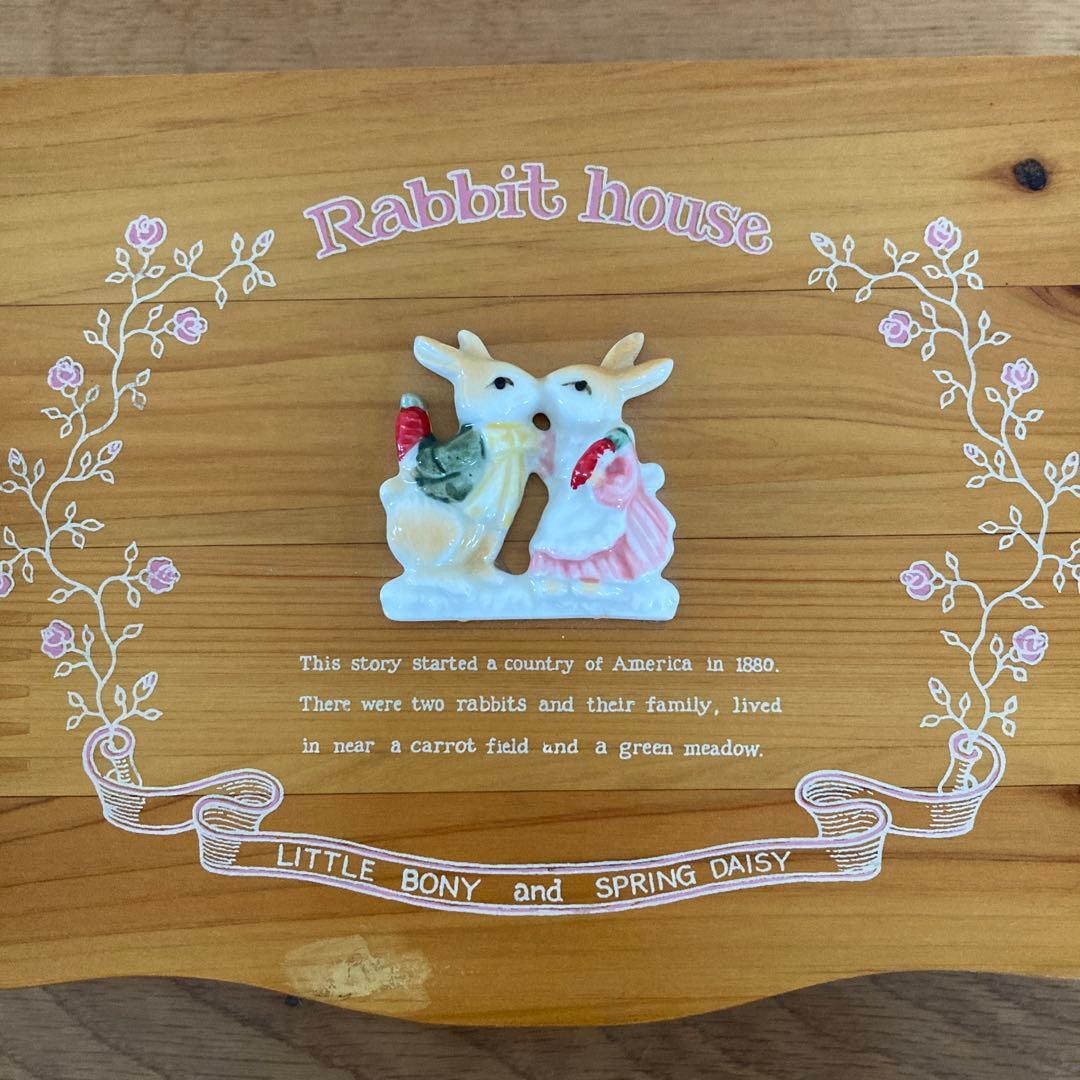 Rabbit house
This story started a country of America in 1880.
There were two rabbits and their family, lived
in near a carrot field and a green meadow.
LITTLE BONY and SPRING DAISY